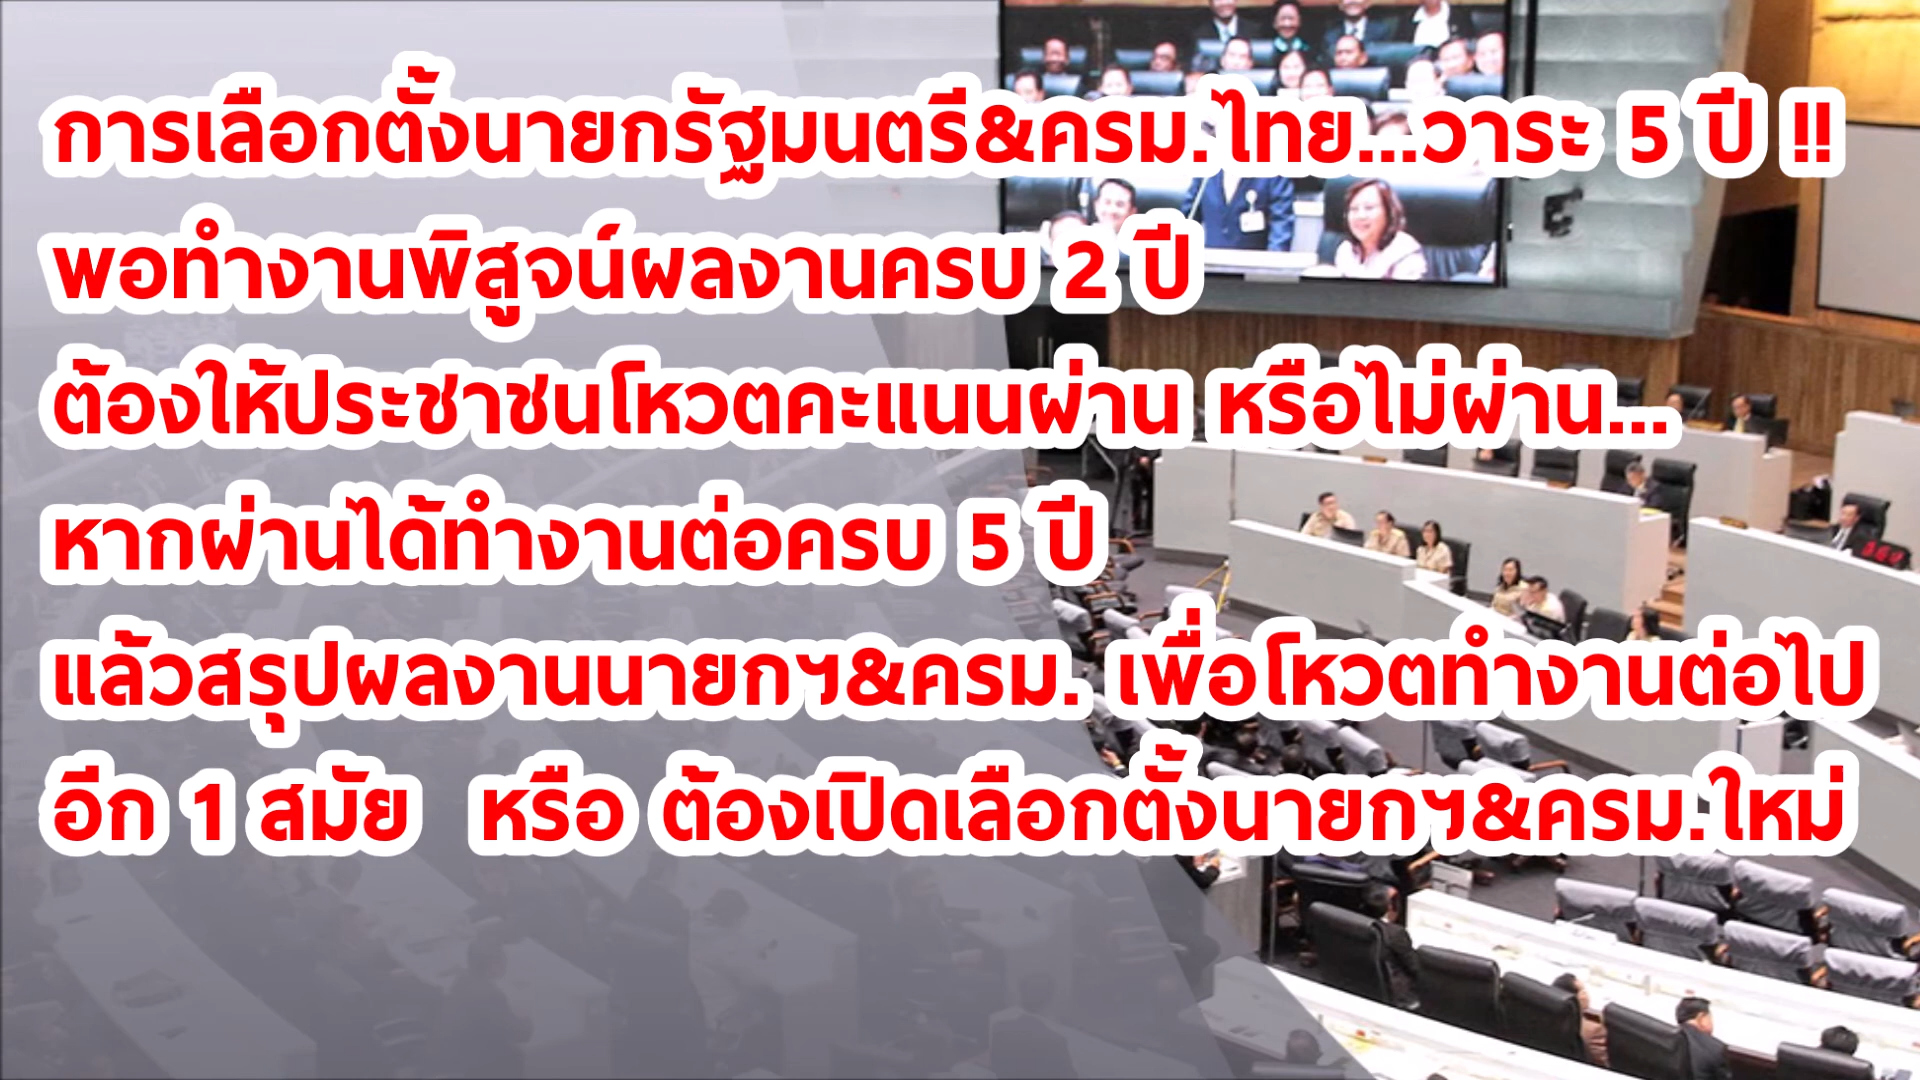 การเลือกตั้งนายกรัฐมนตรี&ครม.ไทย...วาระ 5 ปี !!
พอทำงานพิสูจน์ผลงานครบ 2 ปี
ต้องให้ประชาชนโหวตคะแนนผ่าน หรือไม่ผ่าน...
หากผ่านได้ทำงานต่อครบ 5 ปี
แล้วสรุปผลงานนายกฯ&ครม. เพื่อโหวตทำงานต่อไป
อีก 1 สมัย หรือ ต้องเปิดเลือกตั้งนายกฯ&ครม.ใหม่